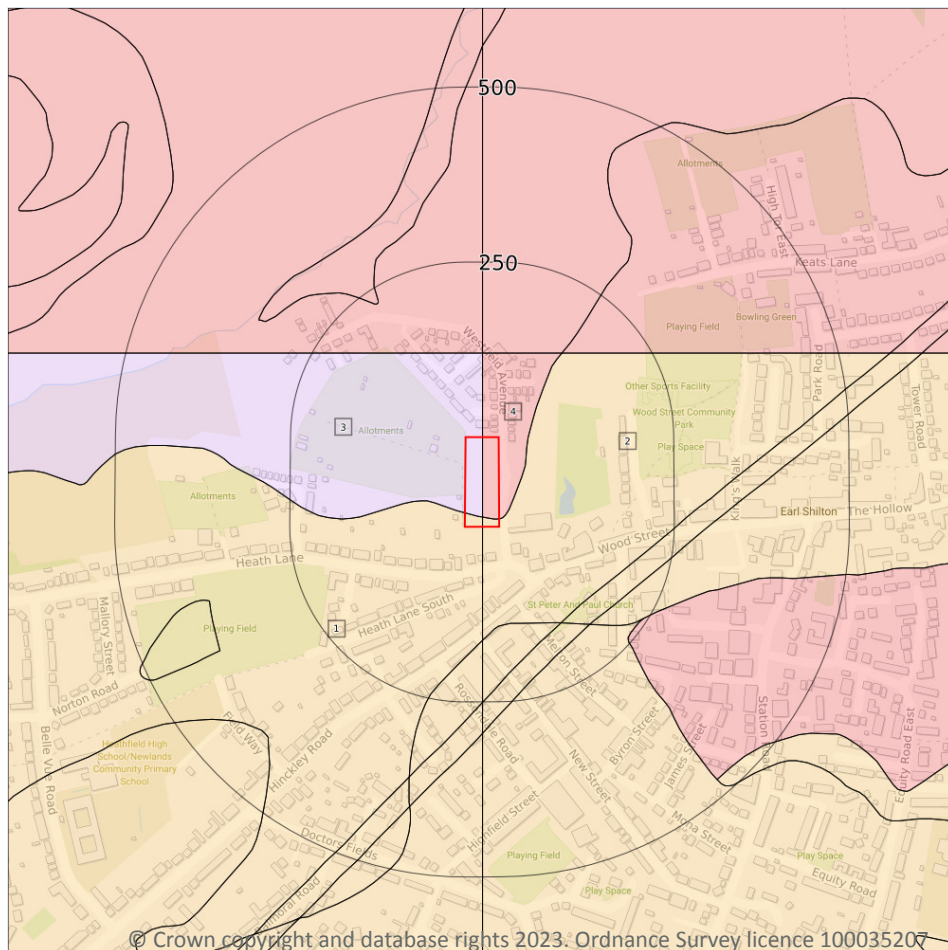 500
Allotments
High Tor East
Keats Lane
250
Bowling Green
Playing Field
Westfield Avenue
Park Road
Other Sports Facility
Tower Road
4
Wood Street Community
Park
3
Allotments
2
Play Space
King's Walk
Allotments
Earl Shilton
The Hollow
Wood Street
Heath Lane
St Peter And Paul Church
Mallory Street
Playing Field
1
Heath Lane South
Melton Street
Norton Road
Rossendale Road
Station Road
Byron Street
Field Way
Belle Vue Road
Heathfield High
School/Newlands
Community Primary
School
Hinckley Road
James Street
Equity Road East
New Street
Highfield Street
Mona Street
Doctors Fields
Playing Field
Play Space
Equity Road
Play Space
Balmoral Road
© Crown copyright and database rights 2023. Ordnance Survey licence 100035207